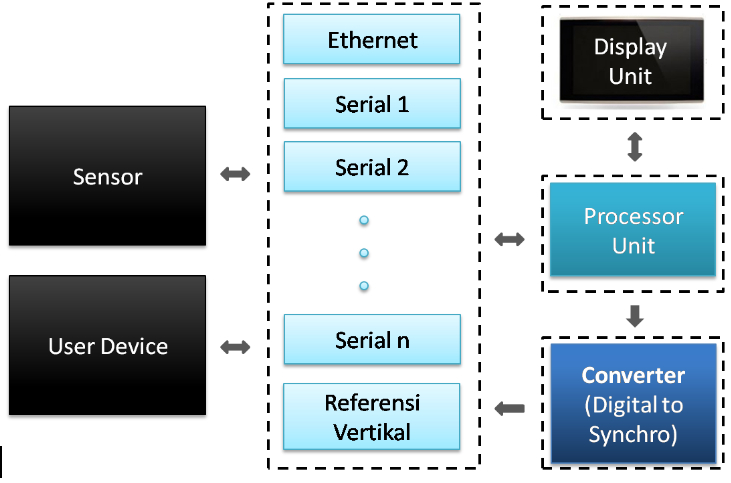 Ethernet
Serial 1
Serial 2
Serial n
Referensi
Vertikal
Sensor
User Device
Display
Unit
Processor
Unit
Converter
(Digital to
Synchro)